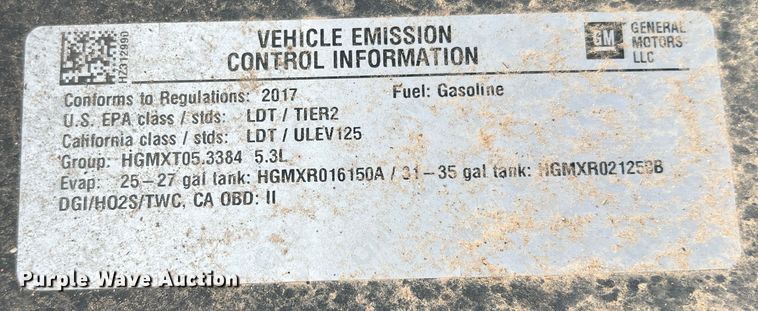 VEHICLE EMISSION
CONTROL INFORMATION
GM
GENERAL
MOTORS
LLC
Conforms to Regulations: 2017 Fuel: Gasoline
U.S. EPA class / stds: LDT / TIER2
California class / stds: LDT / ULEV125
Group: HGMXT05.3384 5.3L
Evap: 25-27 gal tank: HGMXR016150A / 31-35 gal tank:
DGI/HO2S/TWC, CA OBD: II
Purple Wave Auction